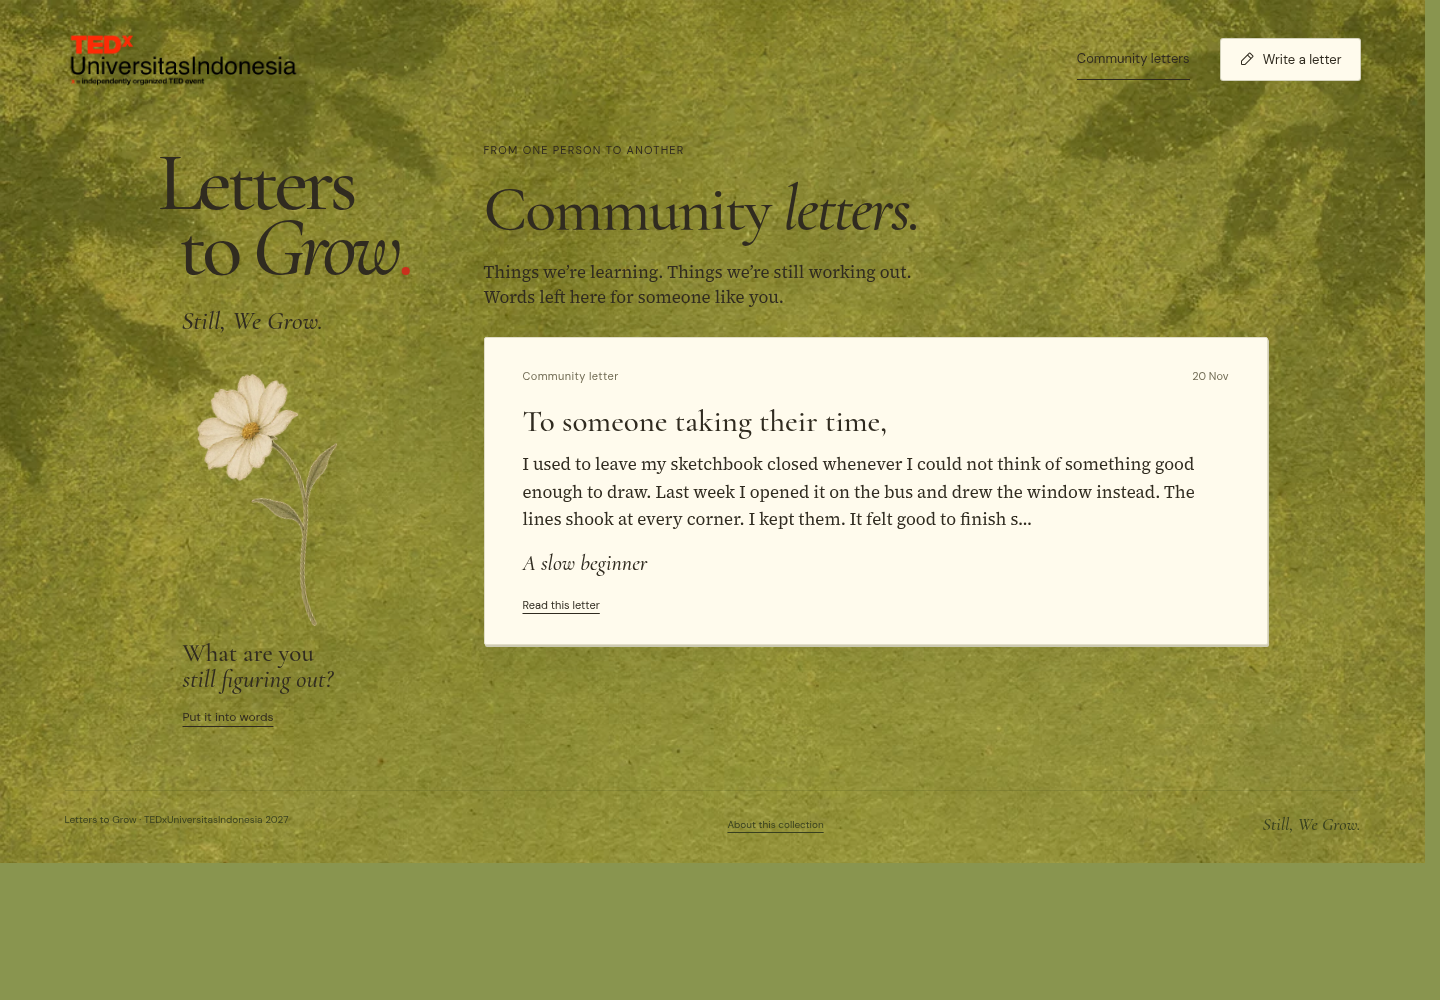 TEDx
UniversitasIndonesia
x = independently organized TED event
Community letters
Write a letter
Letters
to Grow.
Still, We Grow.
What are you
still figuring out?
Put it into words
FROM ONE PERSON TO ANOTHER
Community letters.
Things we’re learning. Things we’re still working out.
Words left here for someone like you.
Community letter
20 Nov
To someone taking their time,
I used to leave my sketchbook closed whenever I could not think of something good
enough to draw. Last week I opened it on the bus and drew the window instead. The
lines shook at every corner. I kept them. It felt good to finish s...
A slow beginner
Read this letter
Letters to Grow · TEDxUniversitasIndonesia 2027
About this collection
Still, We Grow.